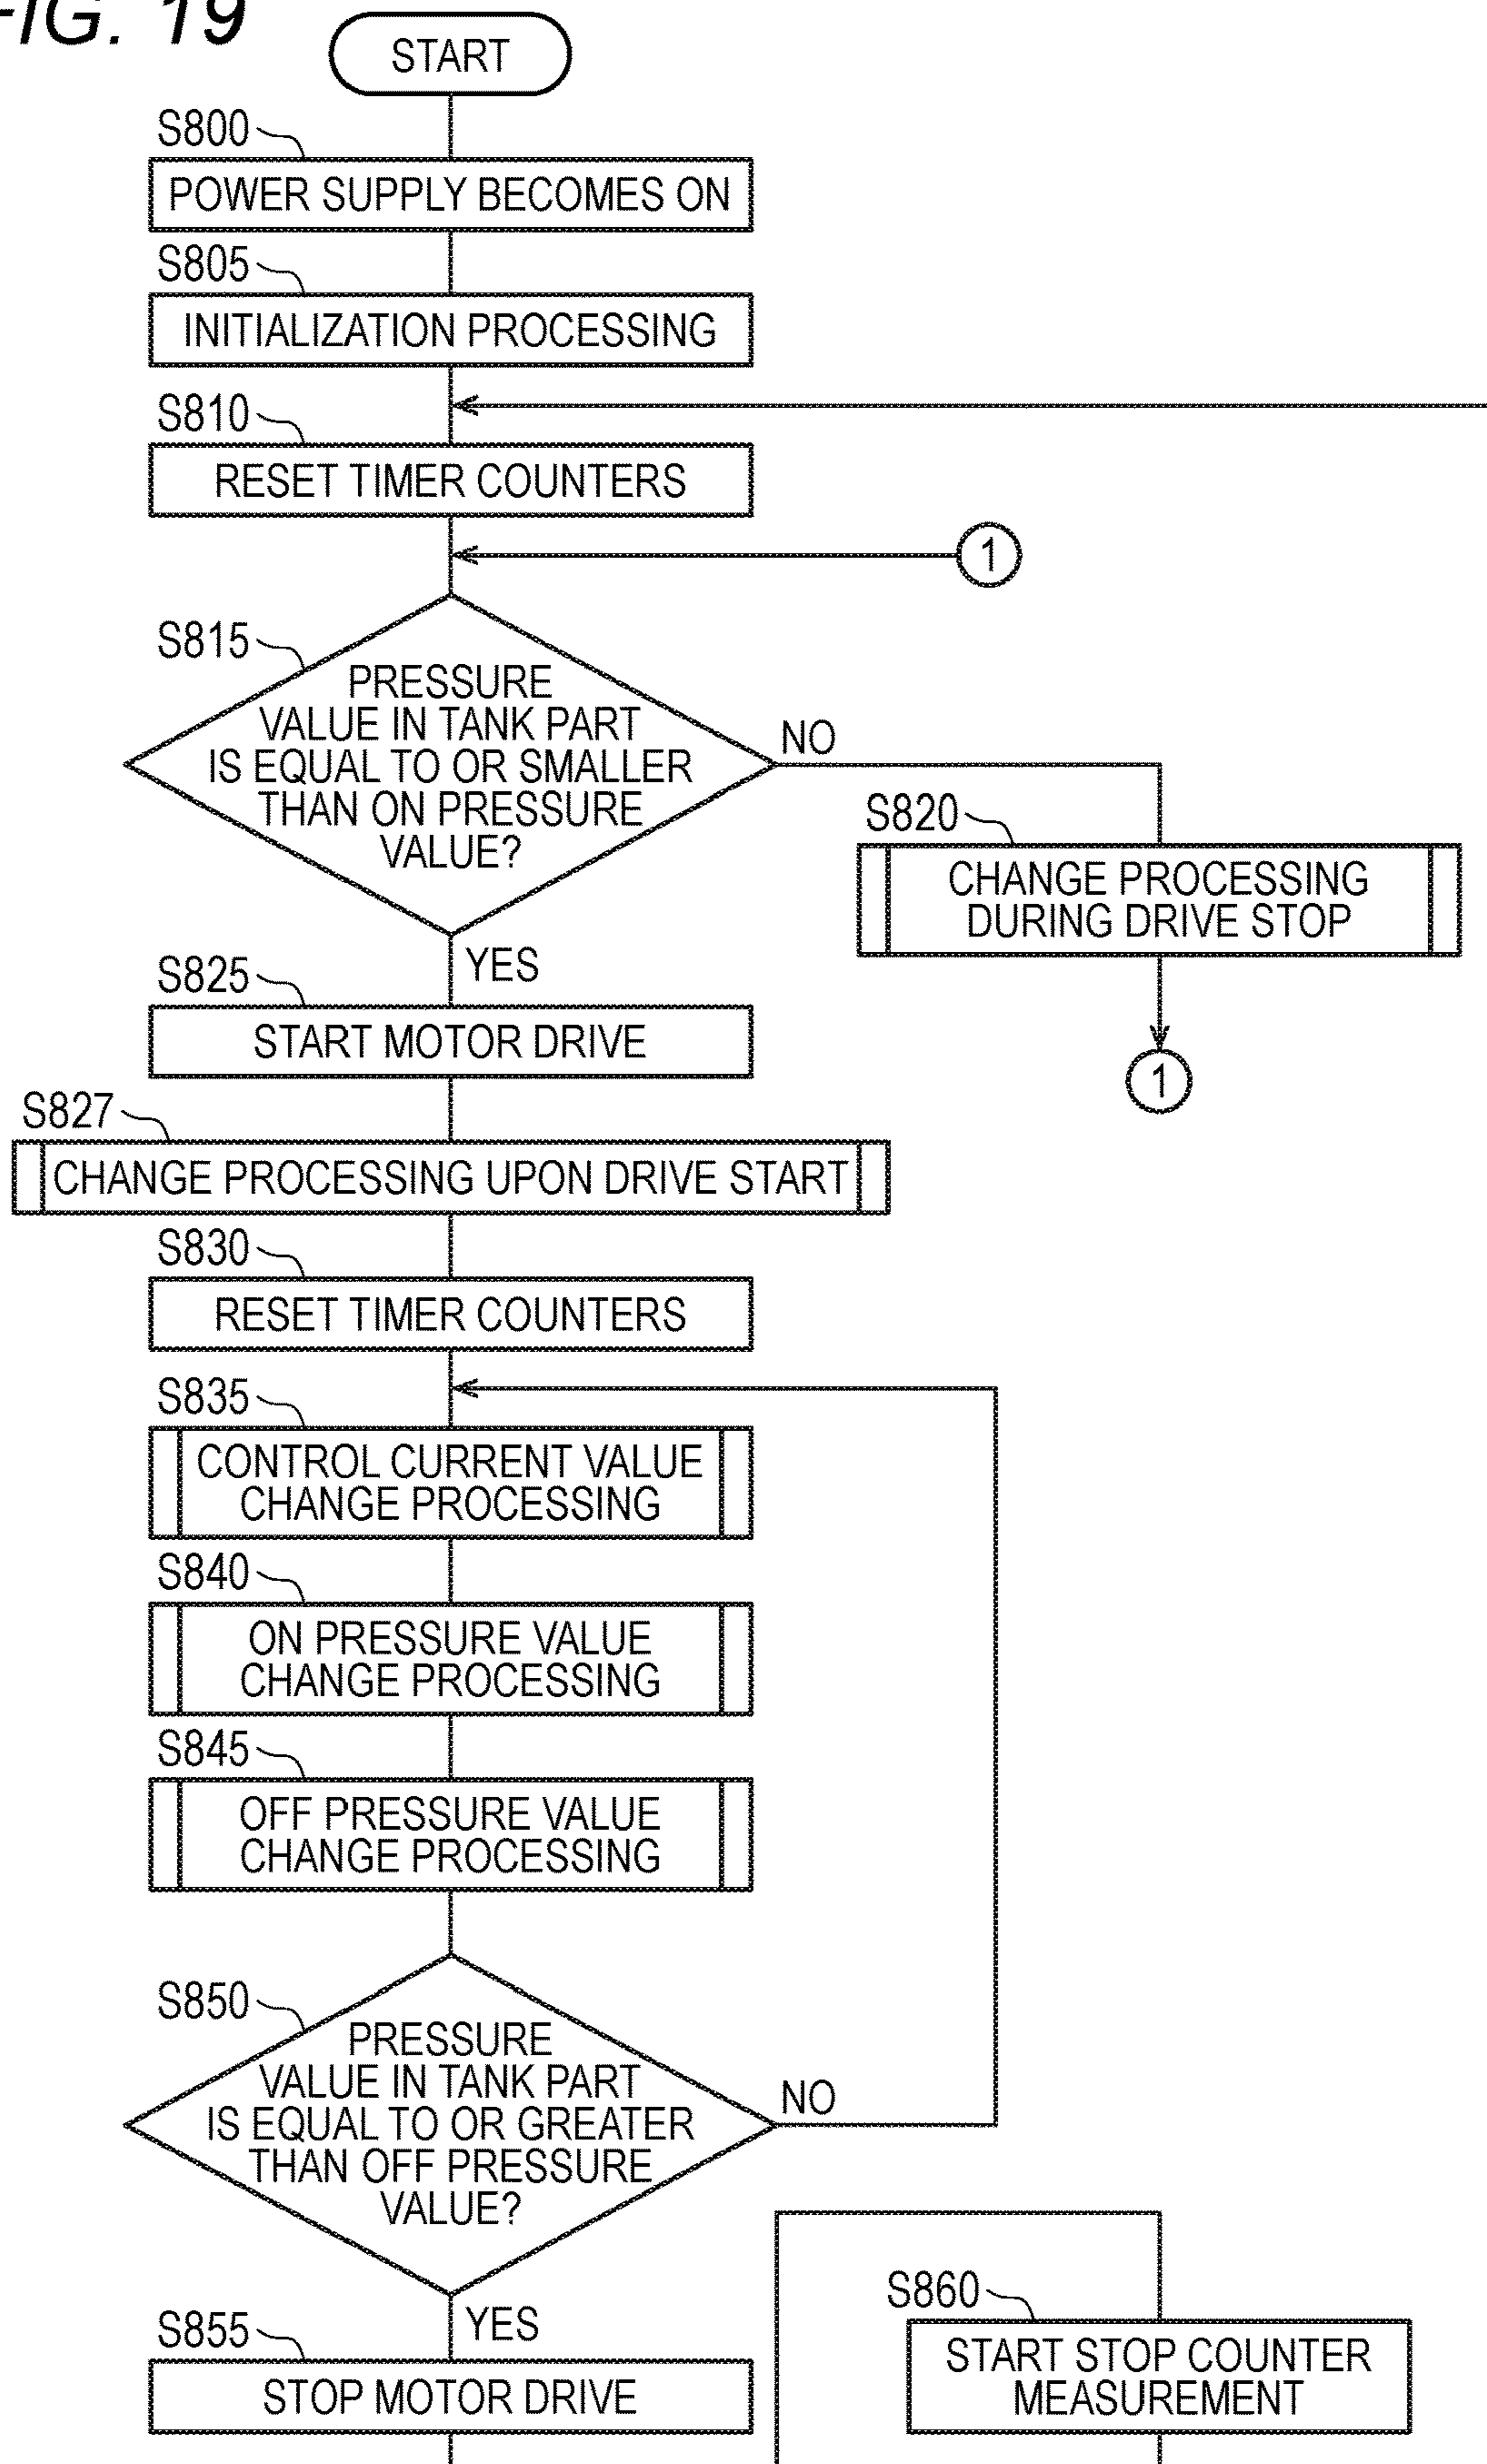 FIG. 19
START
S800
POWER SUPPLY BECOMES ON
S805
INITIALIZATION PROCESSING
S810
RESET TIMER COUNTERS
1
S815
PRESSURE
VALUE IN TANK PART
IS EQUAL TO OR SMALLER
THAN ON PRESSURE
VALUE?
NO
S820
CHANGE PROCESSING
DURING DRIVE STOP
1
YES
S825
START MOTOR DRIVE
S827
CHANGE PROCESSING UPON DRIVE START
S830
RESET TIMER COUNTERS
S835
CONTROL CURRENT VALUE
CHANGE PROCESSING
S840
ON PRESSURE VALUE
CHANGE PROCESSING
S845
OFF PRESSURE VALUE
CHANGE PROCESSING
S850
PRESSURE
VALUE IN TANK PART
IS EQUAL TO OR GREATER
THAN OFF PRESSURE
VALUE?
NO
YES
S855
STOP MOTOR DRIVE
S860
START STOP COUNTER
MEASUREMENT